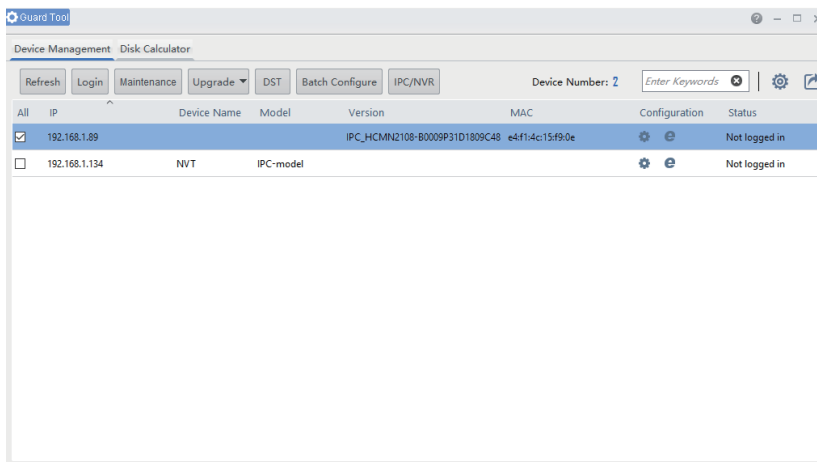 Guard Tool
Device Management Disk Calculator
Refresh Login Maintenance Upgrade DST Batch Configure IPC/NVR Device Number: 2 Enter Keywords
All IP Device Name Model Version MAC Configuration Status
192.168.1.89 IPC_HCMN2108-B0009P31D1809C48 e4:f1:4c:15:f9:0e Not logged in
192.168.1.134 NVT IPC-model Not logged in